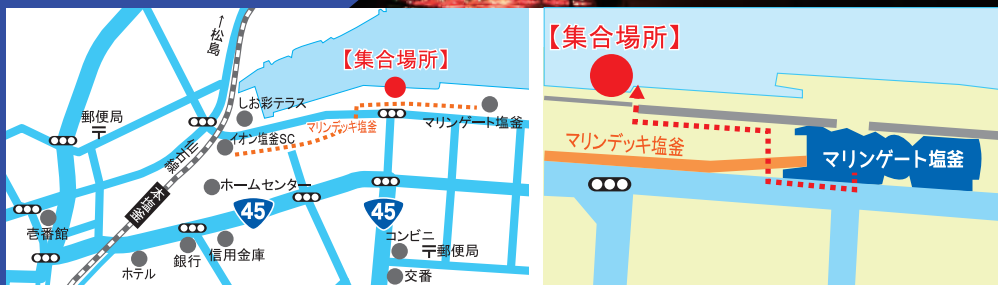 ←松島
【集合場所】
しお彩テラス
郵便局
〒
マリンデッキ塩釜
マリンゲート塩釜
イオン塩釜SC
仙石線
本塩釜
ホームセンター
45
45
壱番館
コンビニ
〒郵便局
信用金庫
銀行
ホテル
交番
【集合場所】
マリンデッキ塩釜
マリンゲート塩釜